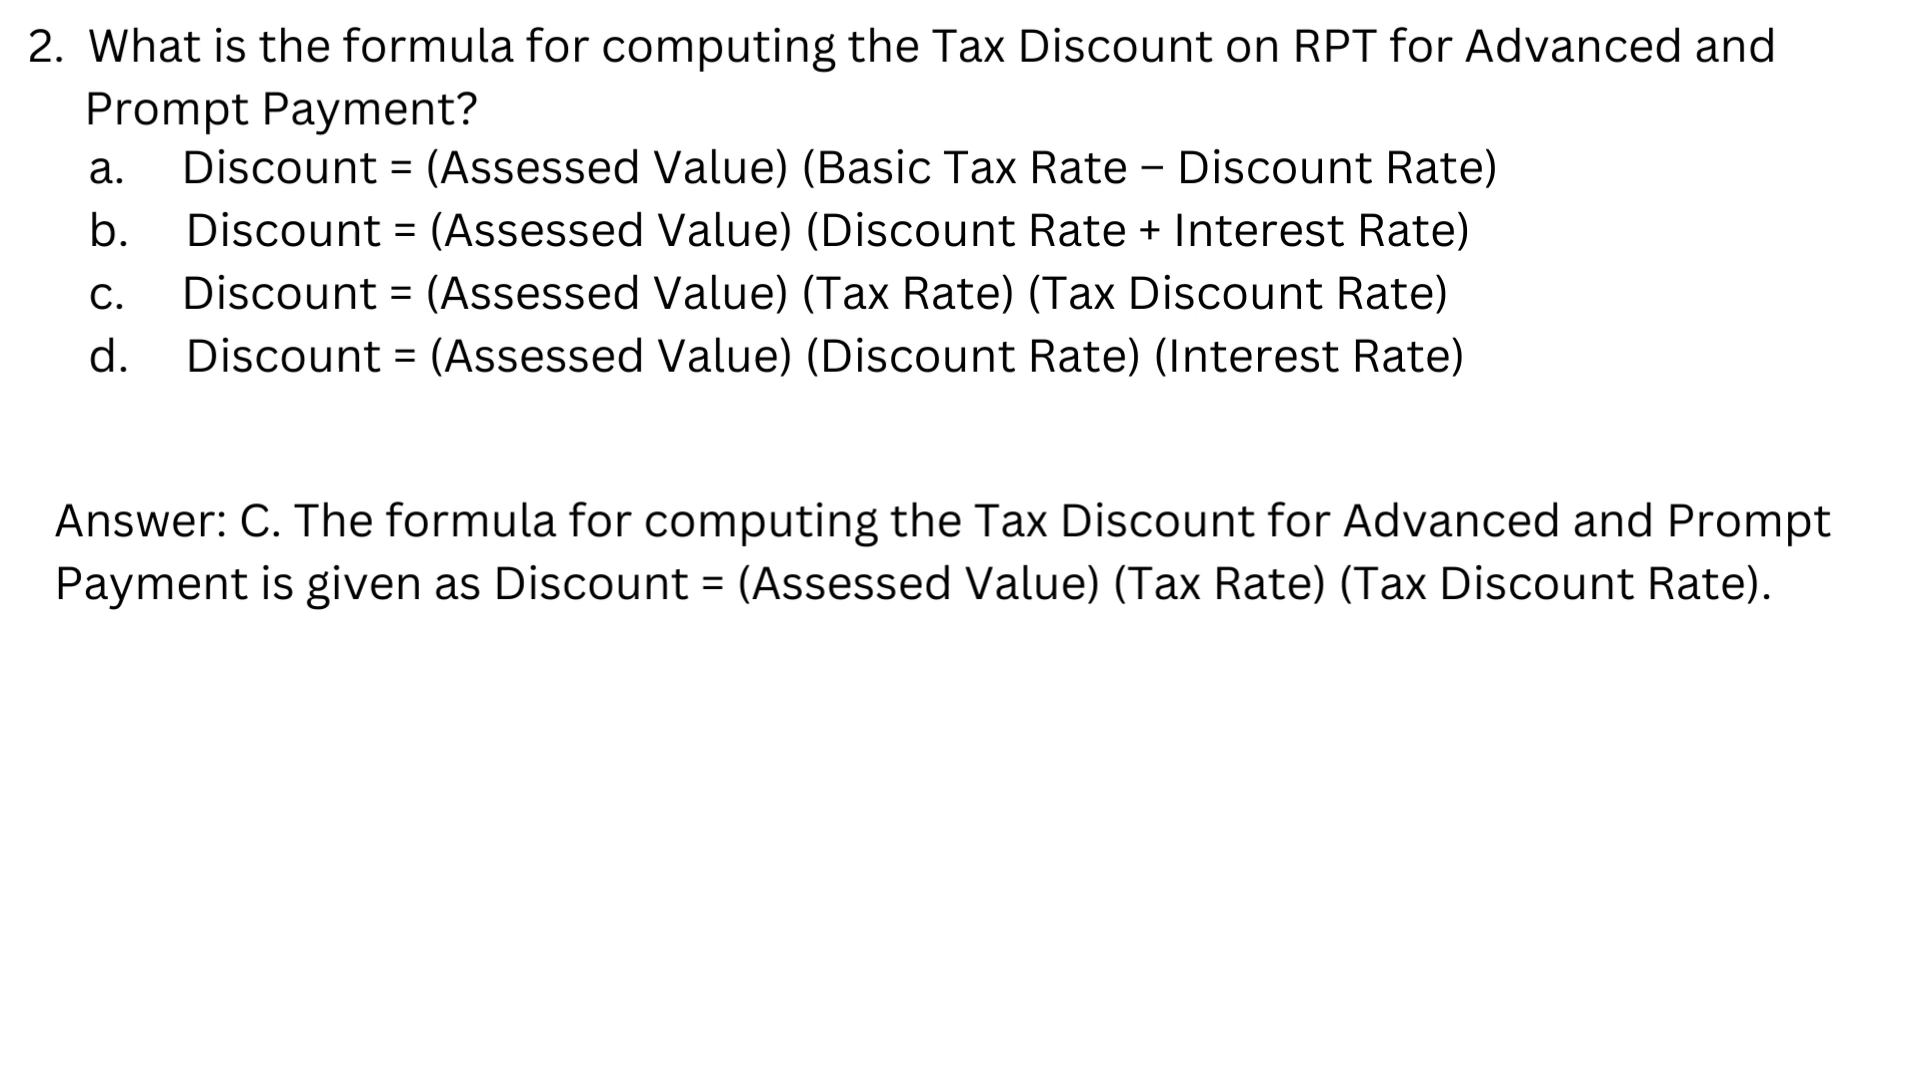 2. What is the formula for computing the Tax Discount on RPT for Advanced and
Prompt Payment?
a. Discount = (Assessed Value) (Basic Tax Rate – Discount Rate)
b. Discount = (Assessed Value) (Discount Rate + Interest Rate)
c. Discount = (Assessed Value) (Tax Rate) (Tax Discount Rate)
d. Discount = (Assessed Value) (Discount Rate) (Interest Rate)
Answer: C. The formula for computing the Tax Discount for Advanced and Prompt
Payment is given as Discount = (Assessed Value) (Tax Rate) (Tax Discount Rate).